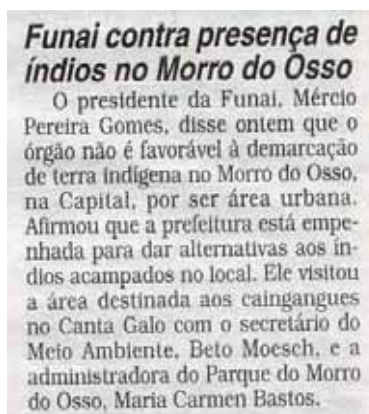 Funai contra presença de
índios no Morro do Osso
O presidente da Funai, Mércio
Pereira Gomes, disse ontem que o
órgão não é favorável à demarcação
de terra indígena no Morro do Osso,
na Capital, por ser área urbana.
Afirmou que a prefeitura está empe-
nhada para dar alternativas aos ín-
dios acampados no local. Ele visitou
a área destinada aos caingangues
no Canta Galo com o secretário do
Meio Ambiente, Beto Moesch, e a
administradora do Parque do Morro
do Osso, Maria Carmen Bastos.